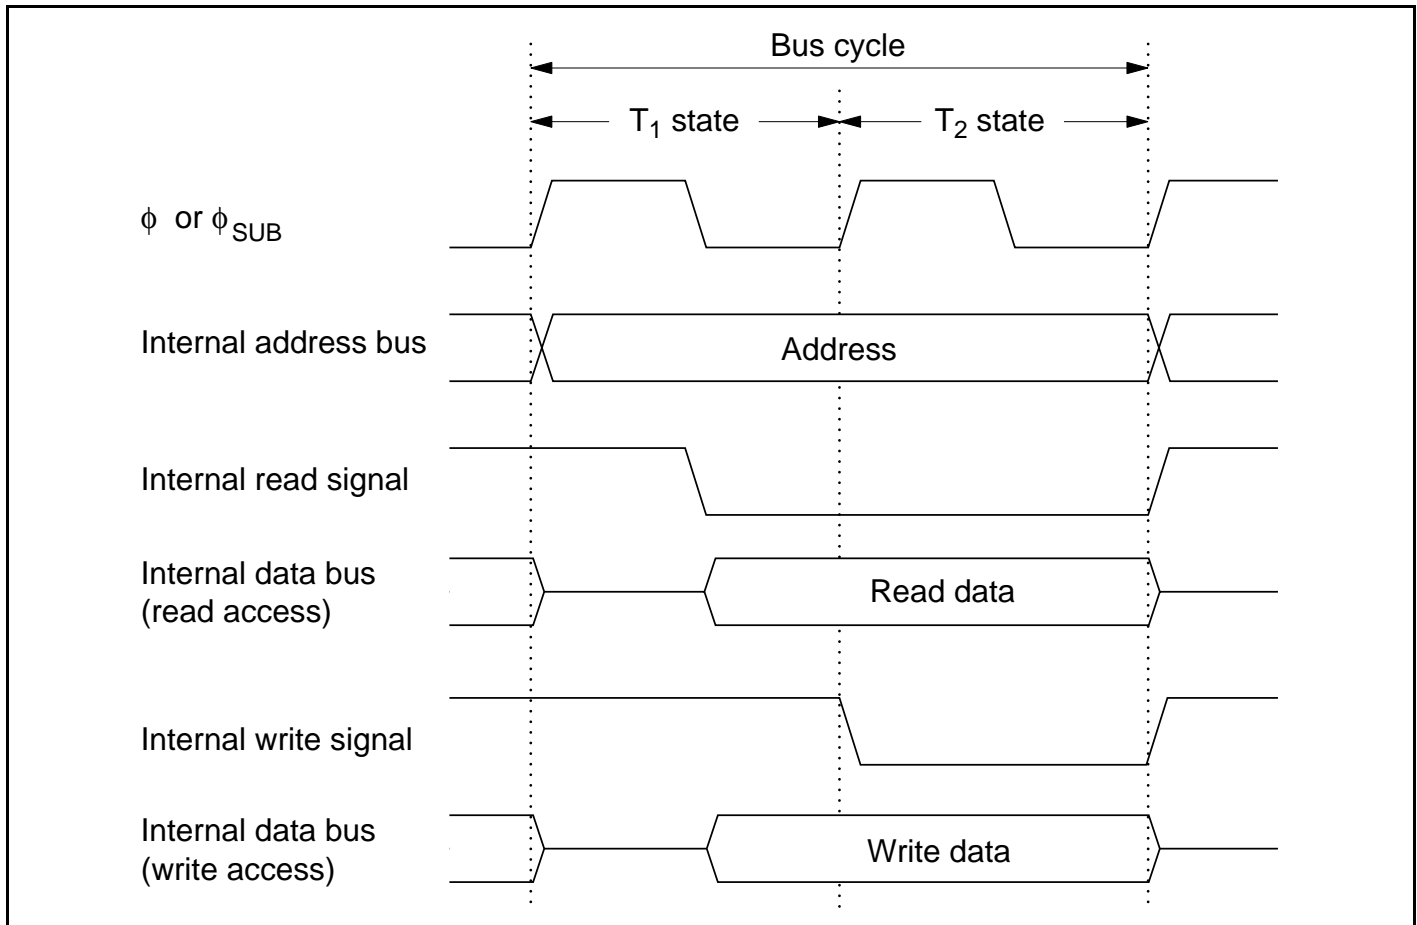 Bus cycle
T₁ state
T₂ state
ϕ or ϕSUB
Internal address bus
Address
Internal read signal
Internal data bus
(read access)
Read data
Internal write signal
Internal data bus
(write access)
Write data